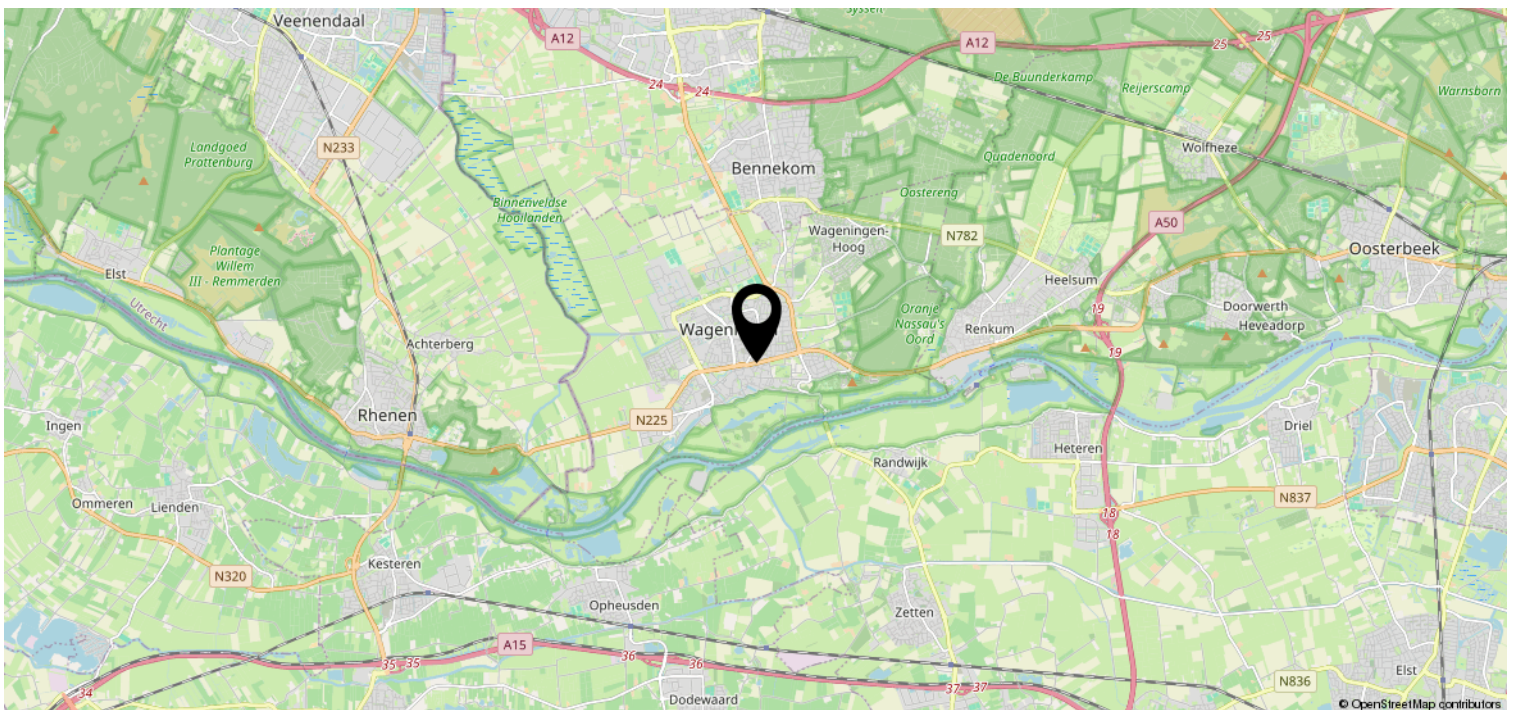 Sysselt
Veenendaal
A12
A12
25
25
24
24
De Buunderkamp
Reijerscamp
Warnsborn
N233
Landgoed
Prattenburg
Wolfheze
Quadenoord
Bennekom
Oostereng
Binnenveldse
Hooilanden
A50
Wageningen-
Hoog
N782
Oosterbeek
Plantage
Willem
III - Remmerden
Elst
Heelsum
Utrecht
Oranje
Nassau's
Oord
19
Doorwerth
Heveadorp
Renkum
Achterberg
19
Rhenen
N225
Ingen
Driel
Heteren
Randwijk
Ommeren
Lienden
N837
18
18
Kesteren
N320
Opheusden
Zetten
A15
35
35
36
36
Elst
N836
37
37
34
Dodewaard
© OpenStreetMap contributors